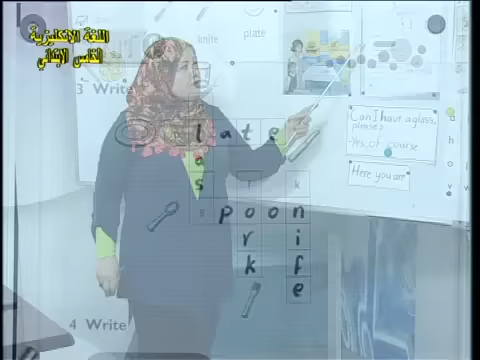 اللغة الانكليزية
الخامس الابتدائي
knife
plate
3 Write
Can I have a glass,
please?
-Yes, of course
Here you are
l a t e
a
s f k
s p o o n
r i
k f
e
4 Write